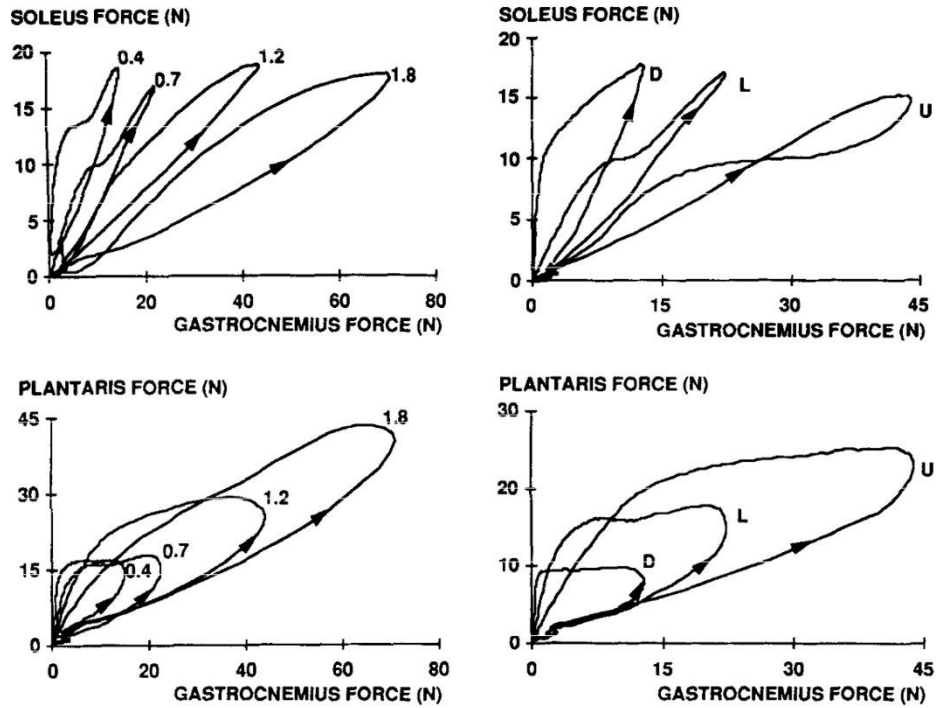 SOLEUS FORCE (N)
20
15
10
5
0
0.4
0.7
1.2
1.8
0 20 40 60 80
GASTROCNEMIUS FORCE (N)
SOLEUS FORCE (N)
20
15
10
5
0
D
L
U
0 15 30 45
GASTROCNEMIUS FORCE (N)
PLANTARIS FORCE (N)
45
30
15
0
1.8
1.2
0.7
0.4
0 20 40 60 80
GASTROCNEMIUS FORCE (N)
PLANTARIS FORCE (N)
30
20
10
0
U
L
D
0 15 30 45
GASTROCNEMIUS FORCE (N)